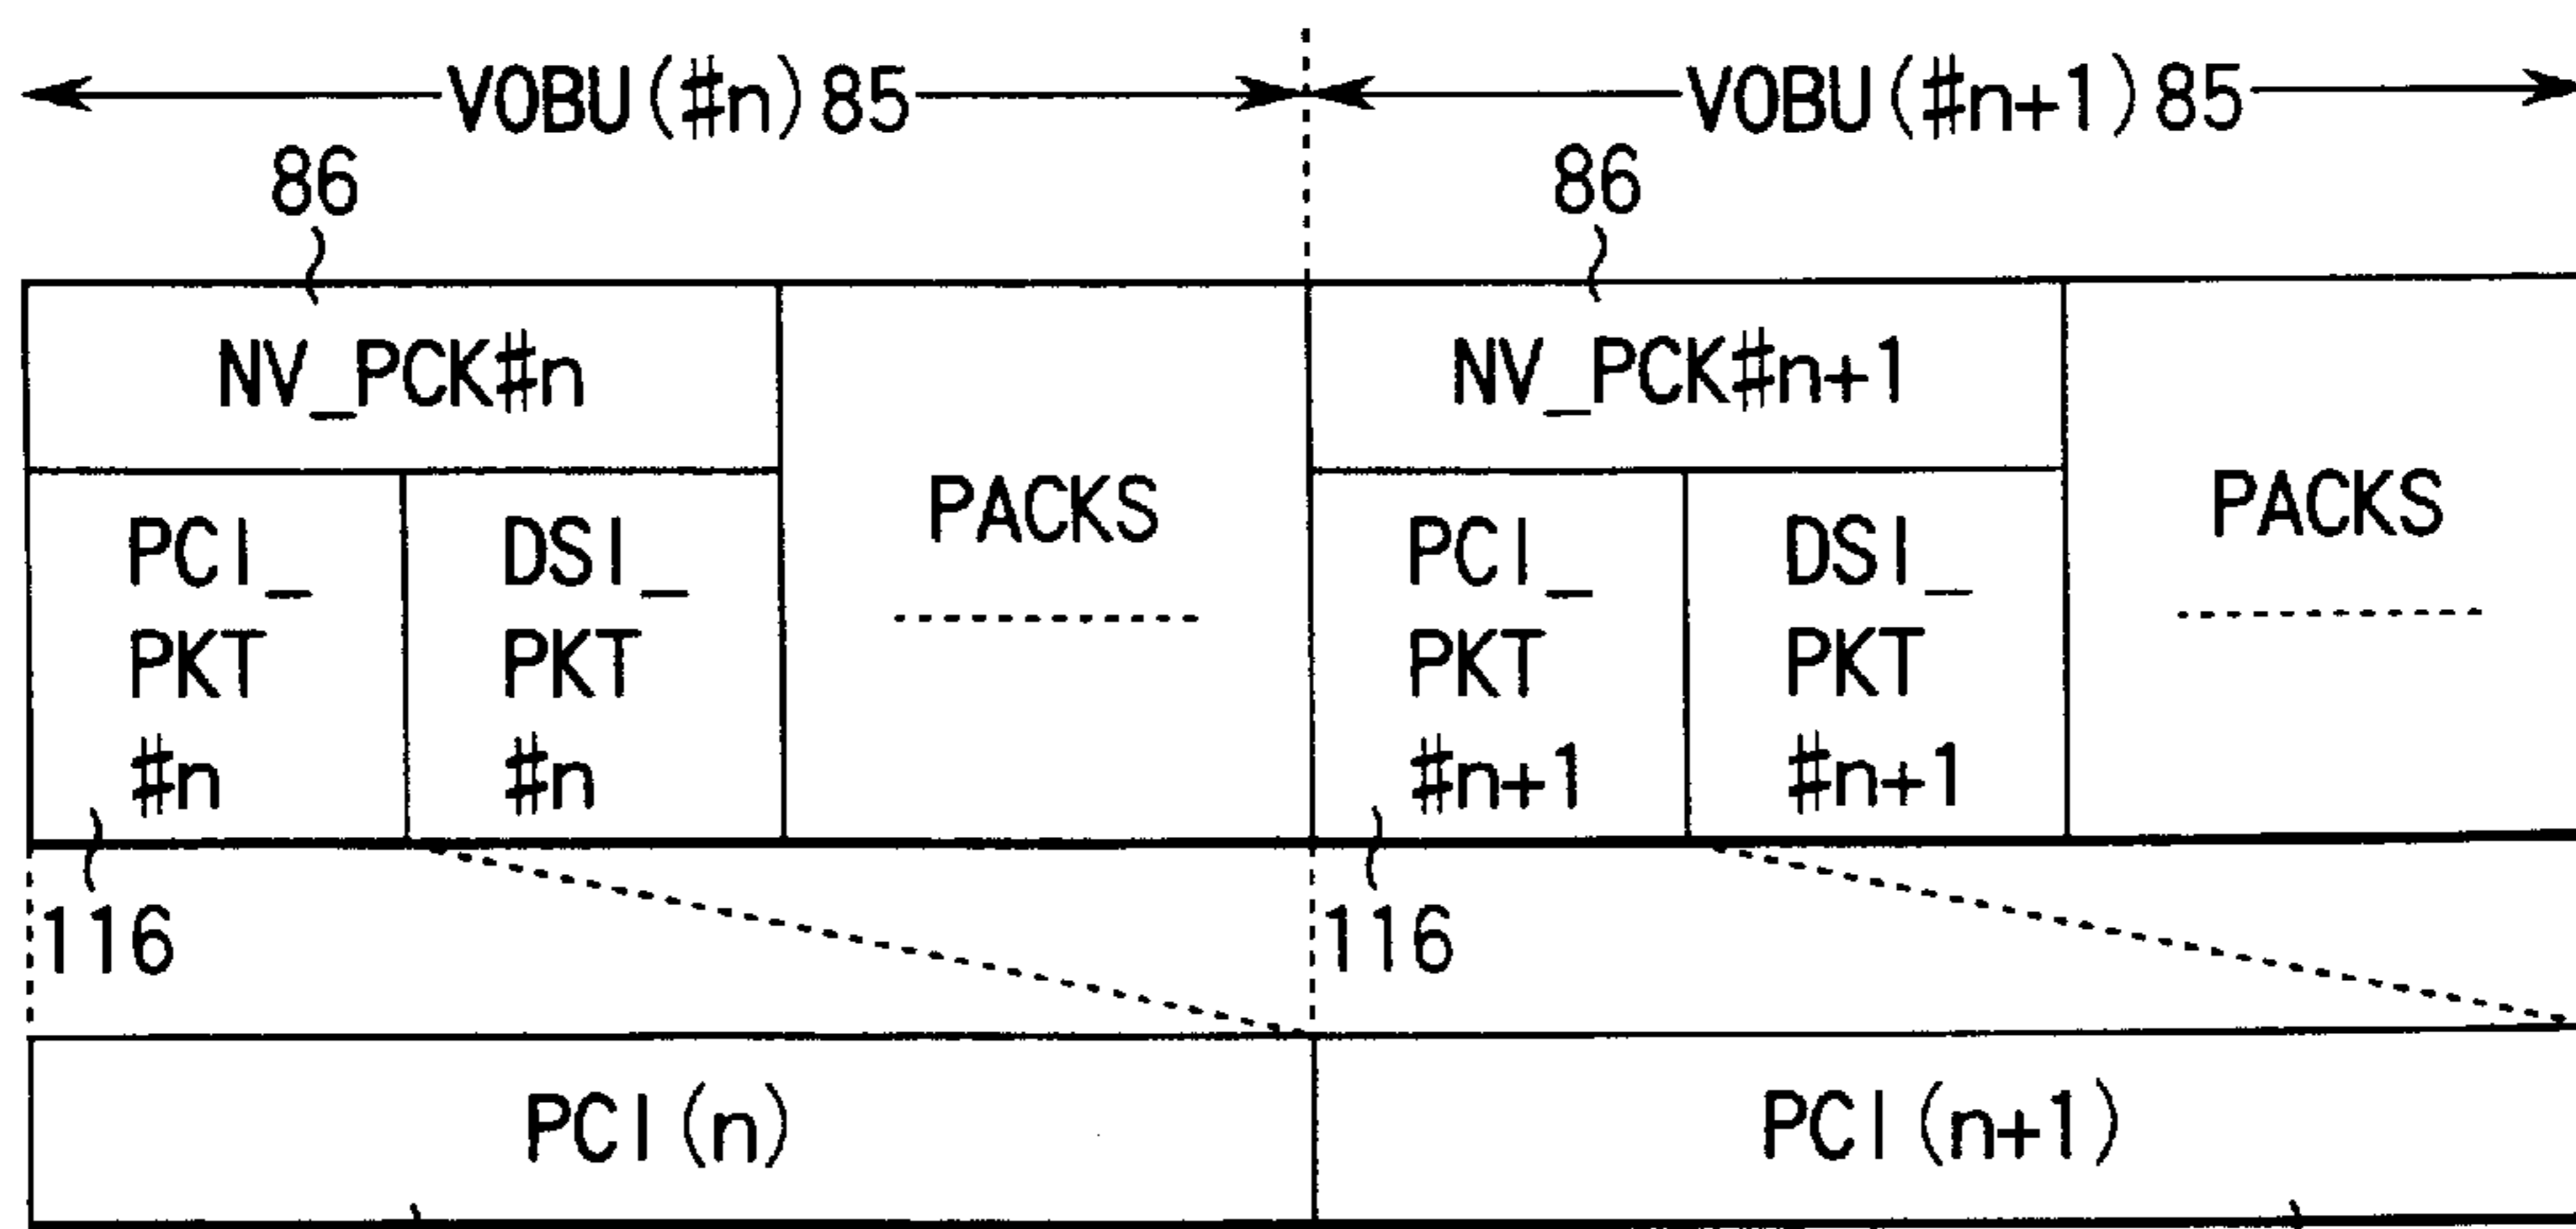 VOBU(#n)85 VOBU(#n+1)85
86 86
NV_PCK#n NV_PCK#n+1
PACKS PACKS
PCI_ DSI_ PCI_ DSI_
PKT PKT PKT PKT
#n #n #n+1 #n+1
116 116
PCI(n) PCI(n+1)